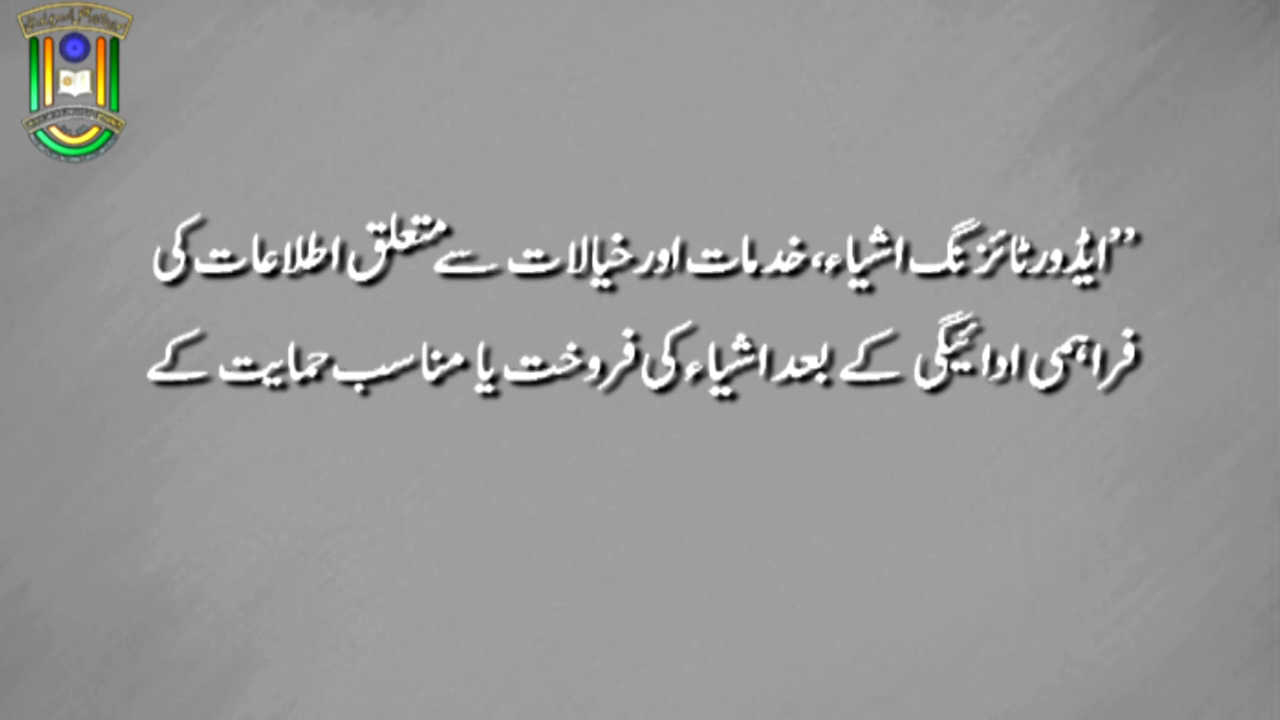 ”ایڈورٹائزنگ اشیاء، خدمات اور خیالات سے متعلق اطلاعات کی
فراہمی ادائیگی کے بعد اشیاء کی فروخت یا مناسب حمایت کے